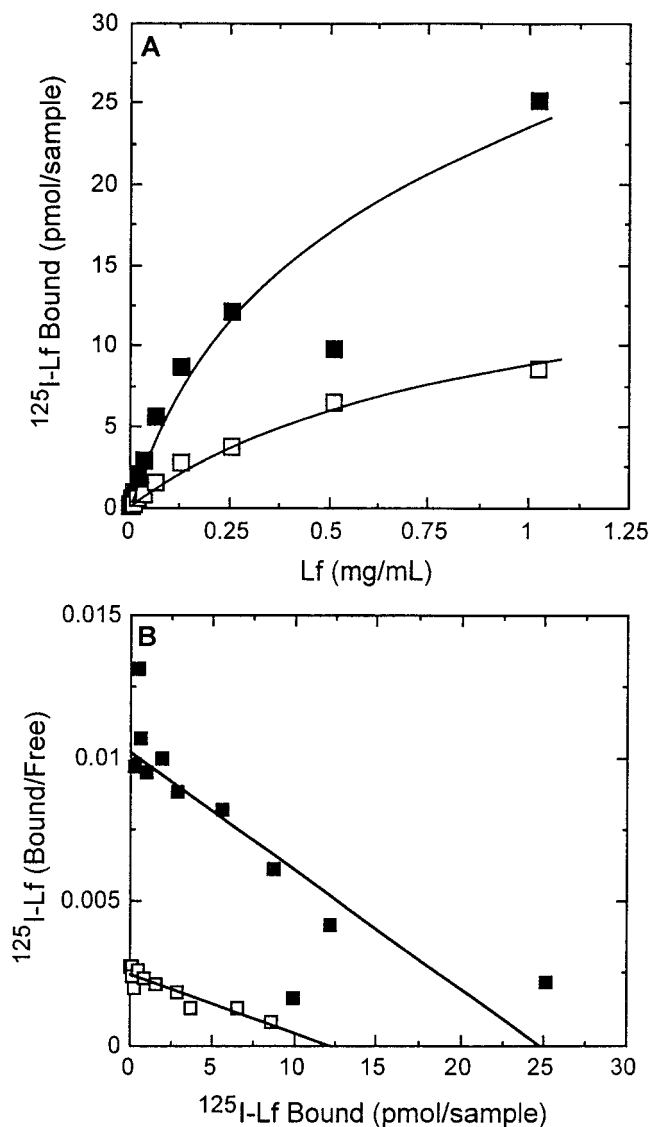 A
30
25
20
15
10
5
0
¹²⁵I-Lf Bound (pmol/sample)
0 0.25 0.5 0.75 1 1.25
Lf (mg/mL)
B
0.015
0.01
0.005
0
¹²⁵I-Lf (Bound/Free)
0 5 10 15 20 25 30
¹²⁵I-Lf Bound (pmol/sample)